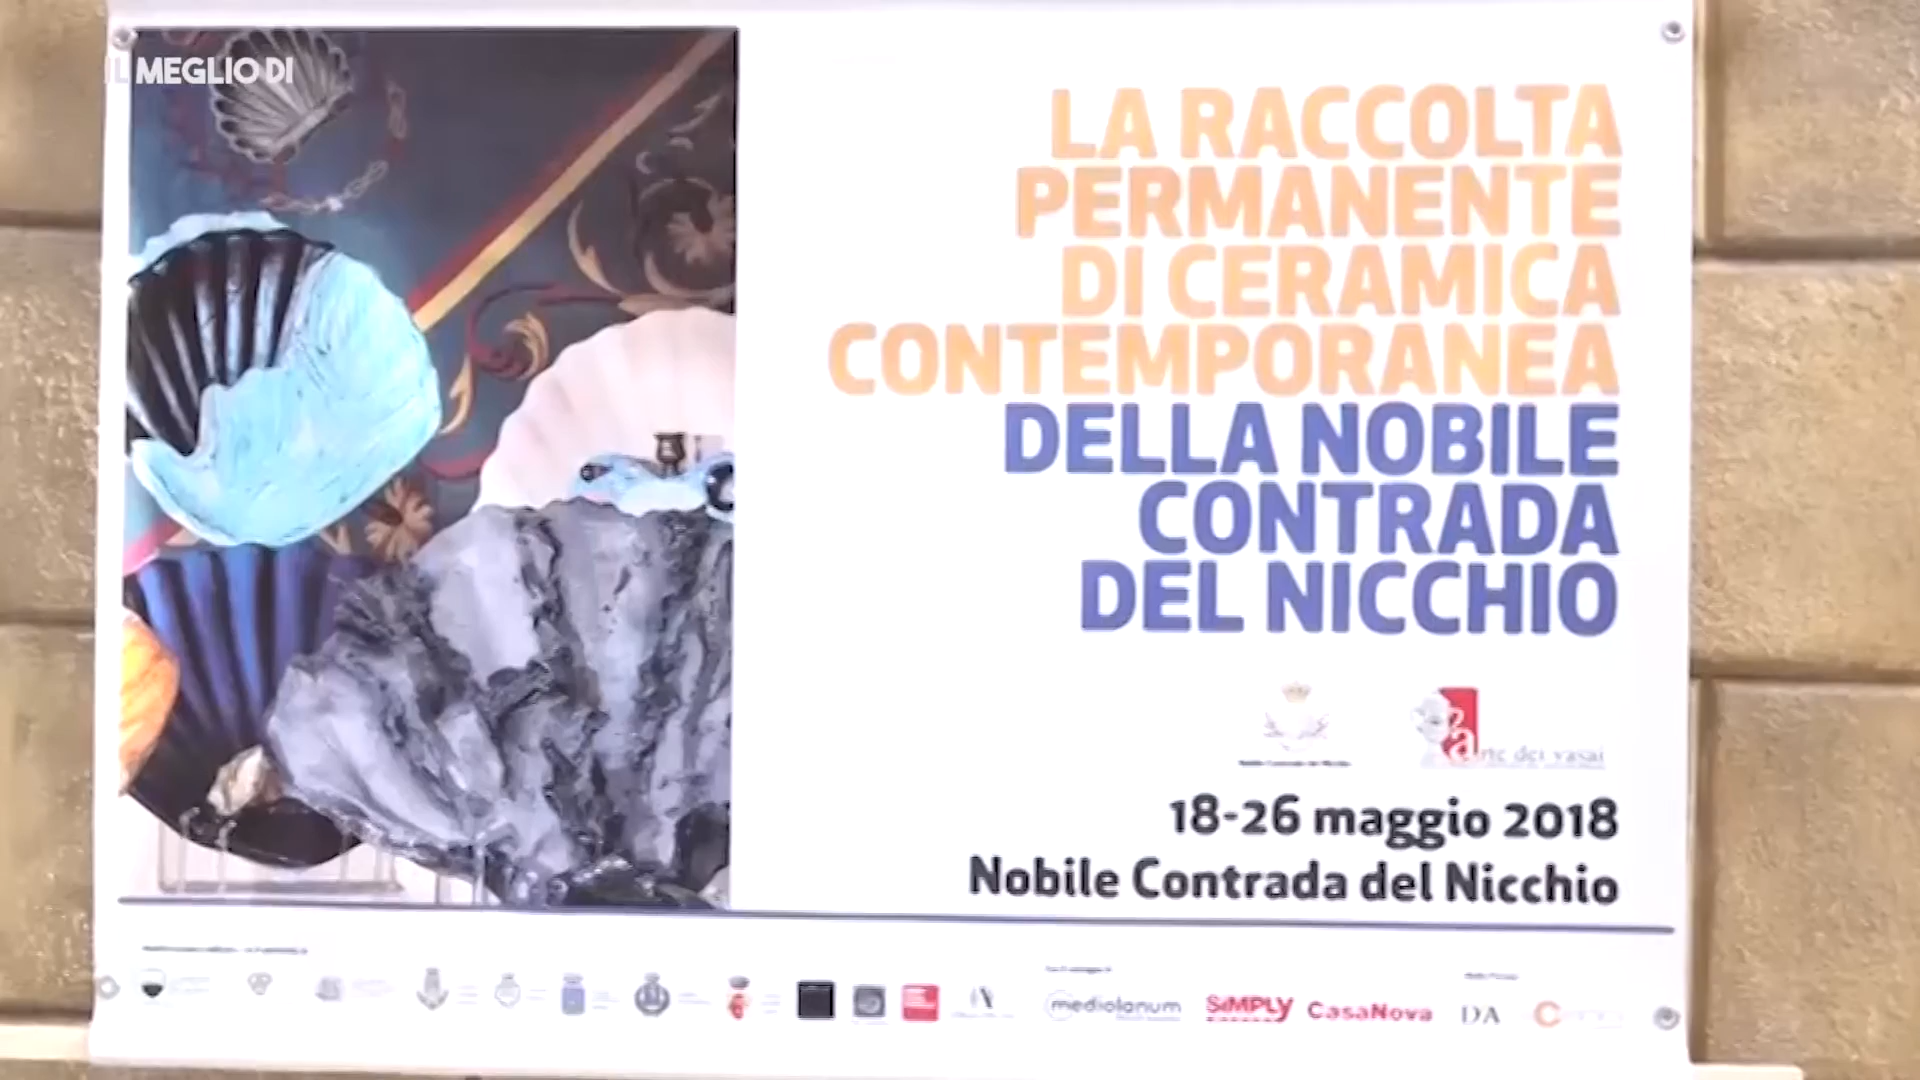 IL MEGLIO DI
LA RACCOLTA
PERMANENTE
DI CERAMICA
CONTEMPORANEA
DELLA NOBILE
CONTRADA
DEL NICCHIO
arte dei vasai
18-26 maggio 2018
Nobile Contrada del Nicchio
mediolanum
SiMPLY
CasaNova
DA